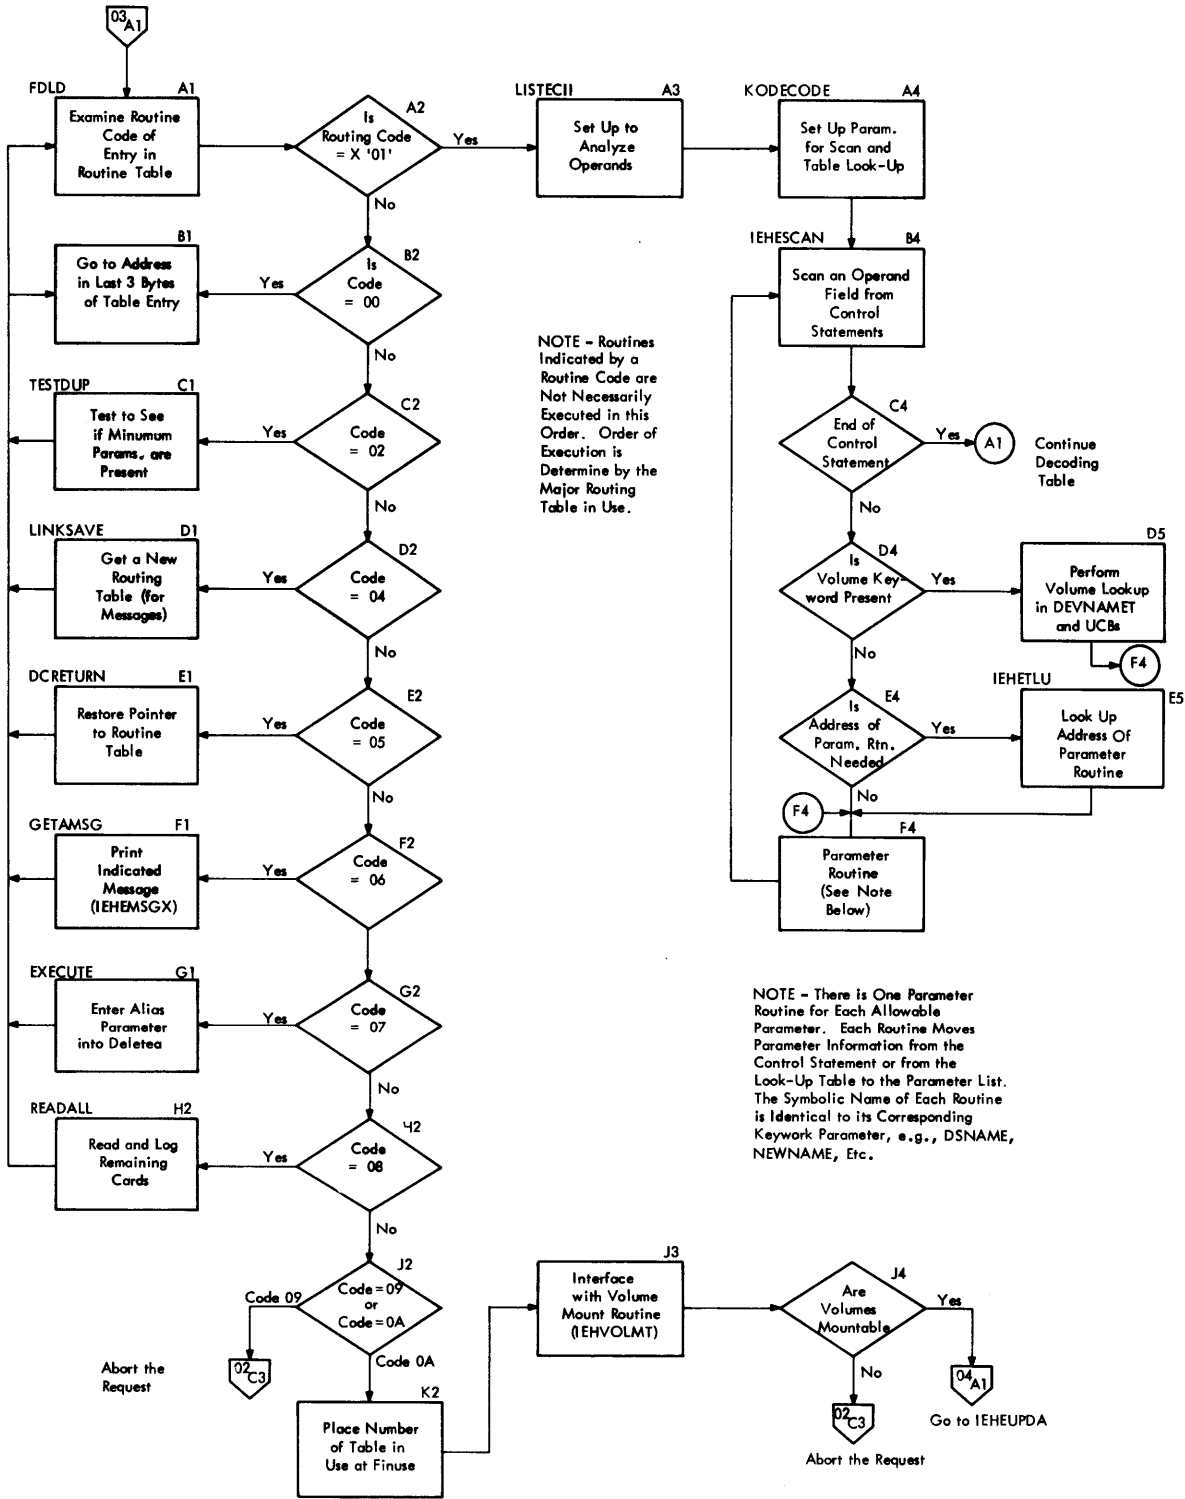 03
A1
FDLD
A1
Examine Routine
Code of
Entry in
Routine Table
A2
Is
Routing Code
= X '01'
Yes
No
LISTECII
A3
Set Up to
Analyze
Operands
KODECODE
A4
Set Up Param.
for Scan and
Table Look-Up
B1
Go to Address
in Last 3 Bytes
of Table Entry
Yes
B2
Is
Code
= 00
No
IEHESCAN
B4
Scan an Operand
Field from
Control
Statements
NOTE - Routines
Indicated by a
Routine Code are
Not Necessarily
Executed in this
Order. Order of
Execution is
Determine by the
Major Routing
Table in Use.
TESTDUP
C1
Test to See
if Minumum
Params. are
Present
Yes
C2
Code
= 02
No
C4
End of
Control
Statement
Yes
A1
Continue
Decoding
Table
No
LINKSAVE
D1
Get a New
Routing
Table (for
Messages)
Yes
D2
Code
= 04
No
D4
Is
Volume Key-
word Present
Yes
No
D5
Perform
Volume Lookup
in DEVNAMET
and UCBs
F4
DCRETURN
E1
Restore Pointer
to Routine
Table
Yes
E2
Code
= 05
No
E4
Is
Address of
Param. Rtn.
Needed
Yes
No
IEHETLU
E5
Look Up
Address Of
Parameter
Routine
F4
GETAMSG
F1
Print
Indicated
Message
(IEHEMSGX)
Yes
F2
Code
= 06
F4
Parameter
Routine
(See Note
Below)
EXECUTE
G1
Enter Alias
Parameter
into Deletea
Yes
G2
Code
= 07
No
NOTE - There is One Parameter
Routine for Each Allowable
Parameter. Each Routine Moves
Parameter Information from the
Control Statement or from the
Look-Up Table to the Parameter List.
The Symbolic Name of Each Routine
is Identical to its Corresponding
Keywork Parameter, e.g., DSNAME,
NEWNAME, Etc.
READALL
H2
Read and Log
Remaining
Cards
Yes
H2
Code
= 08
No
J2
Code=09
or
Code=0A
Code 09
Code 0A
Abort the
Request
02
C3
K2
Place Number
of Table in
Use at Finuse
J3
Interface
with Volume
Mount Routine
(IEHVOLMT)
J4
Are
Volumes
Mountable
Yes
No
04
A1
Go to IEHEUPDA
02
C3
Abort the Request